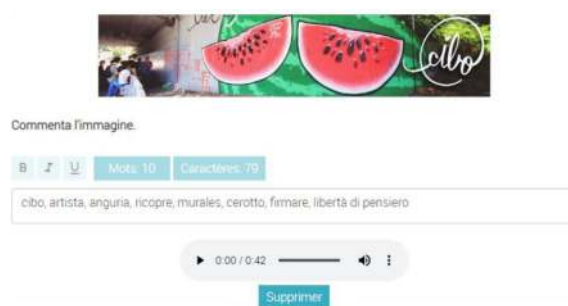 cibo
Commenta l'immagine.
B I U Mots: 10 Caractères: 79
cibo, artista, anguria, ricopre, murales, cerotto, firmare, libertà di pensiero
0:00 / 0:42
Supprimer